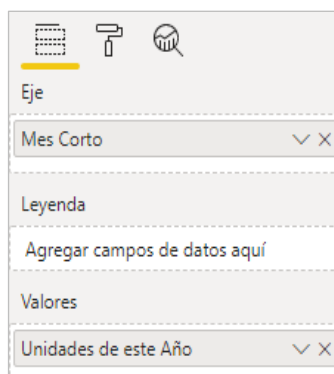 Eje
Mes Corto
Leyenda
Agregar campos de datos aquí
Valores
Unidades de este Año